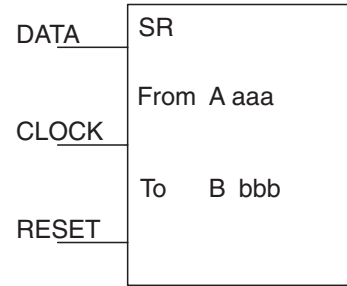 DATA
SR
From A aaa
CLOCK
To B bbb
RESET